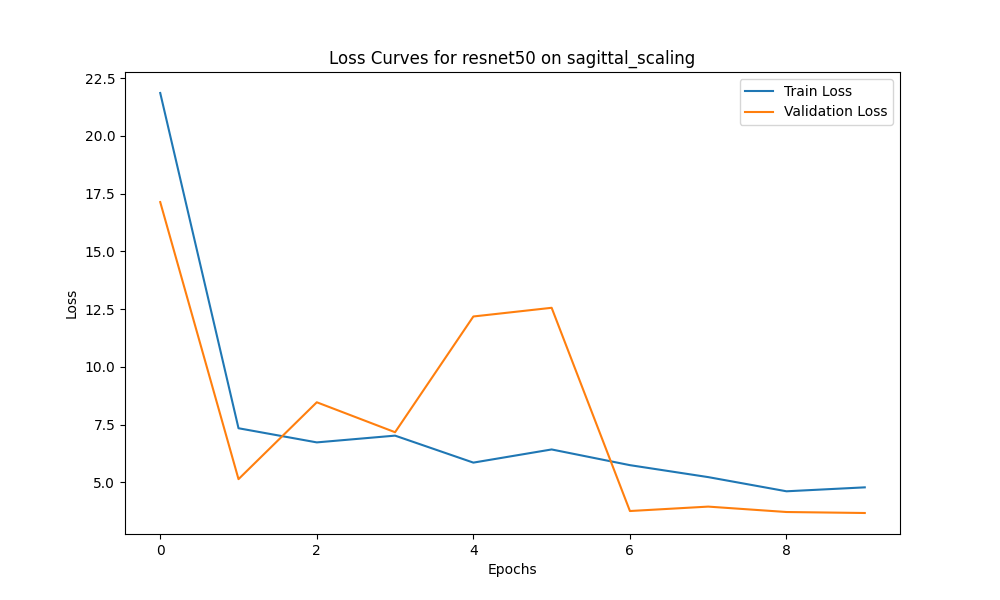 Loss Curves for resnet50 on sagittal_scaling
Train Loss
Validation Loss
22.5
20.0
17.5
15.0
12.5
10.0
7.5
5.0
Loss
0 2 4 6 8
Epochs